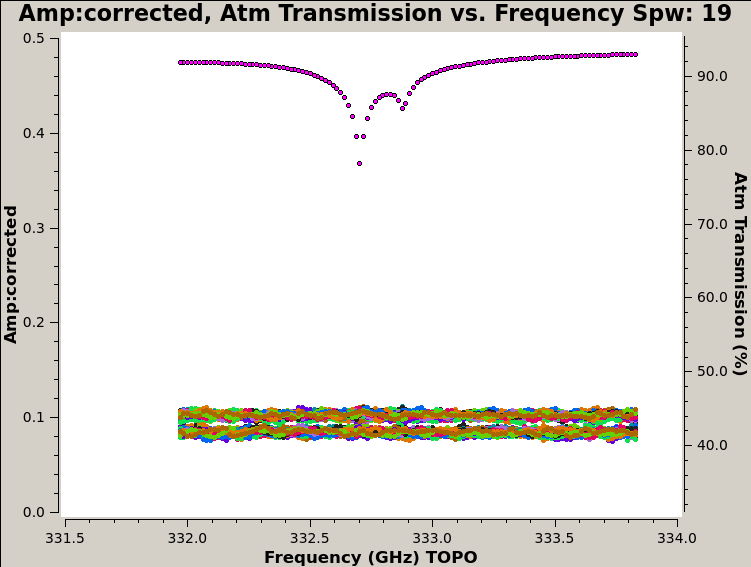 Amp:corrected, Atm Transmission vs. Frequency Spw: 19
0.5
0.4
0.3
0.2
0.1
0.0
Amp:corrected
90.0
80.0
70.0
60.0
50.0
40.0
Atm Transmission (%)
331.5 332.0 332.5 333.0 333.5 334.0
Frequency (GHz) TOPO